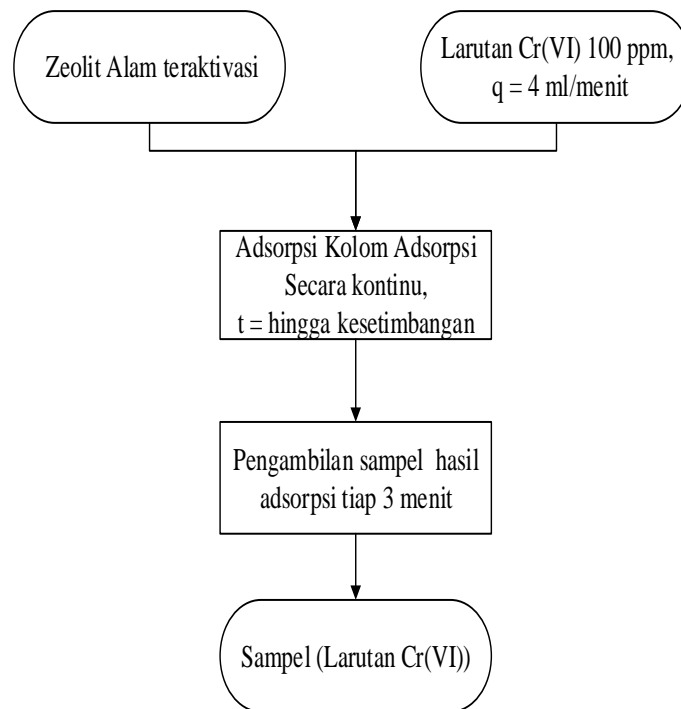 Zeolit Alam teraktivasi
Larutan Cr(VI) 100 ppm,
q = 4 ml/menit
Adsorpsi Kolom Adsorpsi
Secara kontinu,
t = hingga kesetimbangan
Pengambilan sampel hasil
adsorpsi tiap 3 menit
Sampel (Larutan Cr(VI))